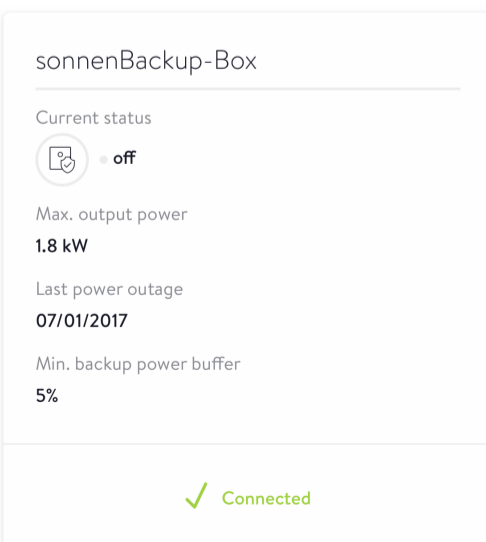 sonnenBackup-Box
Current status
off
Max. output power
1.8 kW
Last power outage
07/01/2017
Min. backup power buffer
5%
Connected